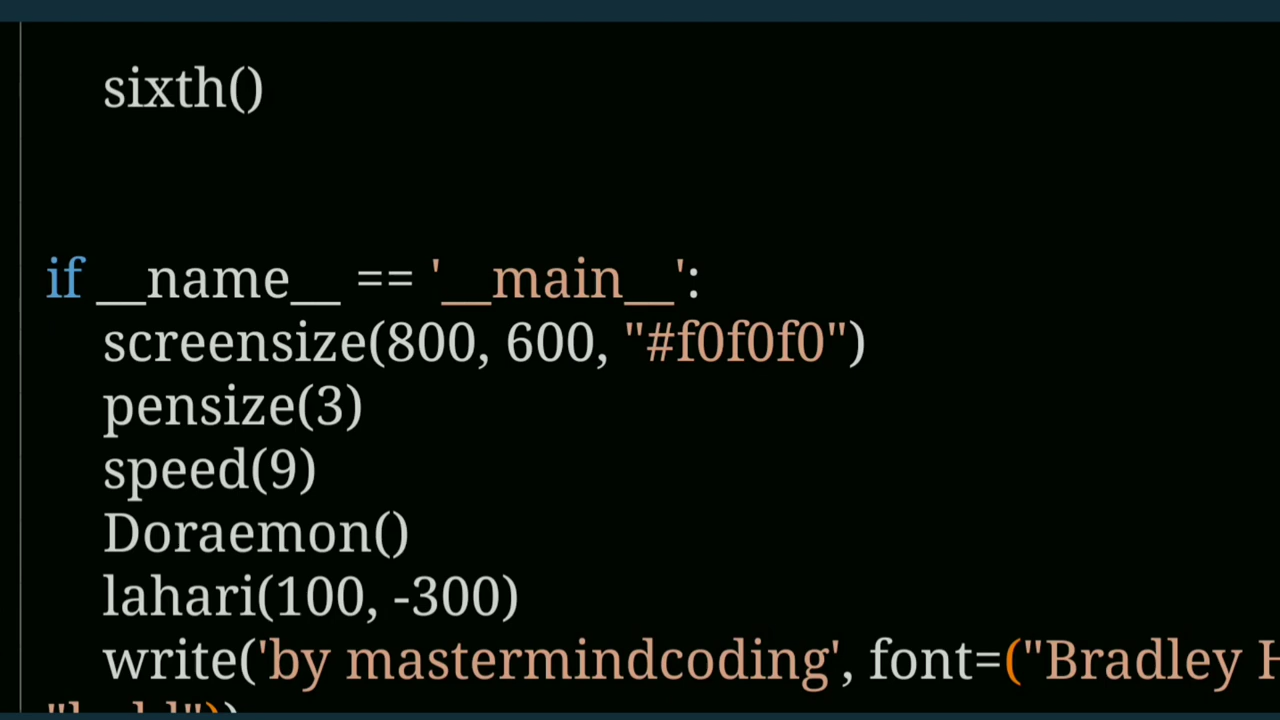 sixth()
if __name__ == '__main__':
screensize(800, 600, "#f0f0f0")
pensize(3)
speed(9)
Doraemon()
lahari(100, -300)
write('by mastermindcoding', font=("Bradley